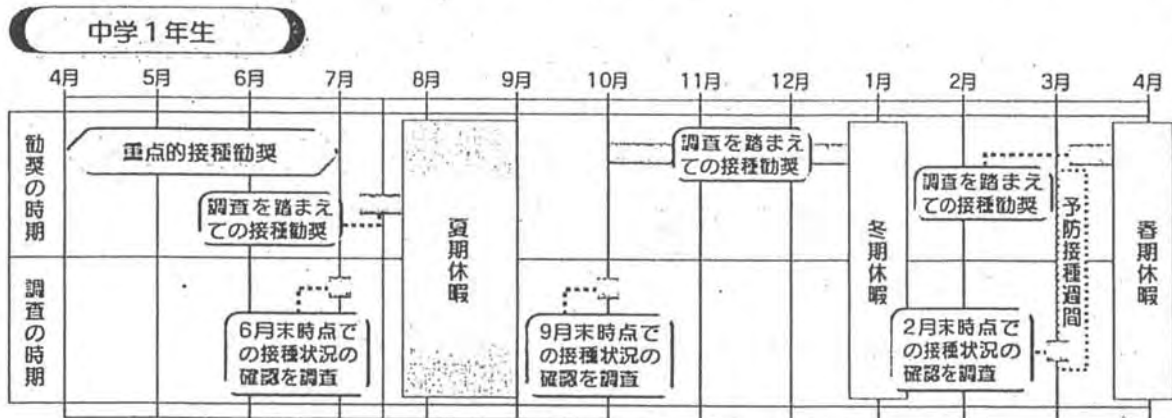 中学1年生
4月 5月 6月 7月 8月 9月 10月 11月 12月 1月 2月 3月 4月
勧奨の時期
重点的接種勧奨
調査を踏まえ
ての接種勧奨
夏期休暇
調査を踏まえ
ての接種勧奨
冬期休暇
調査を踏まえ
ての接種勧奨
予防接種週間
春期休暇
調査の時期
6月末時点で
の接種状況の
確認を調査
9月末時点で
の接種状況の
確認を調査
2月末時点で
の接種状況の
確認を調査